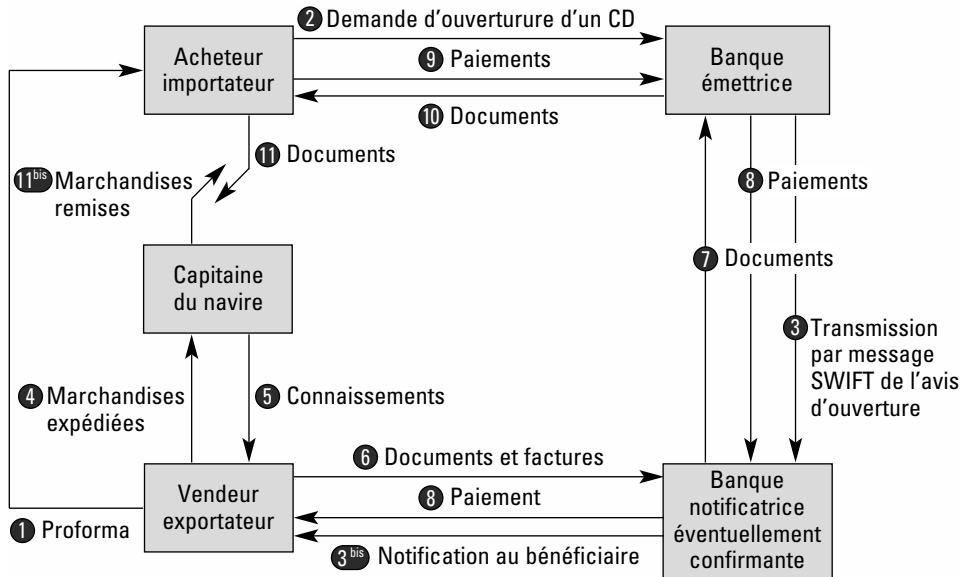 2 Demande d'ouverturure d'un CD
Acheteur
importateur
9 Paiements
Banque
émettrice
10 Documents
11 Documents
11bis Marchandises
remises
8 Paiements
Capitaine
du navire
7 Documents
3 Transmission
par message
SWIFT de l'avis
d'ouverture
4 Marchandises
expédiées
5 Connaissements
6 Documents et factures
Vendeur
exportateur
8 Paiement
Banque
notificatrice
éventuellement
confirmante
1 Proforma
3 bis Notification au bénéficiaire